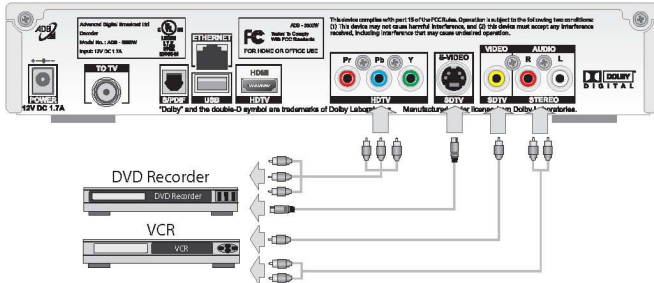 ADB
Advanced Digital Broadcast Ltd
Decoder
Model No.: ADB - 3800W
Input: 12V DC 1.7A
ETHERNET
ADB - 3800W
FC
Tested To Comply
With FCC Standards
FOR HOME OR OFFICE USE
This device complies with part 15 of the FCC Rules. Operation is subject to the following two conditions:
(1) This device may not cause harmful interference, and (2) this device must accept any interference
received, including interference that may cause undesired operation.
POWER
12V DC 1.7A
TO TV
S/PDIF
USB
HDMI
HDTV
Pr Pb Y
HDTV
S-VIDEO
SDTV
VIDEO
SDTV
AUDIO
R L
STEREO
DOLBY
DIGITAL
"Dolby" and the double-D symbol are trademarks of Dolby
Manufactured
license from Dolby Laboratories.
DVD Recorder
DVD Recorder
VCR
VCR